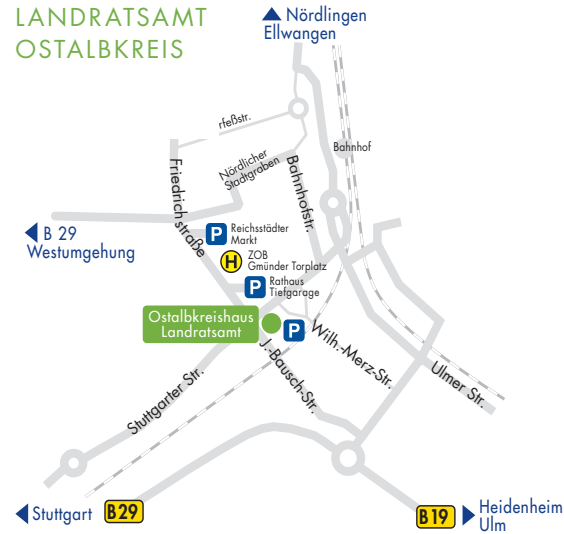 LANDRATSAMT
OSTALBKREIS
Nördlingen
Ellwangen
rfeßstr.
Bahnhof
Nördlicher
Stadtgraben
Bahnhofstr.
Friedrichstraße
B 29
Westumgehung
P
Reichsstädter
Markt
H
ZOB
Gmünder Torplatz
P
Rathaus
Tiefgarage
Ostalbkreishaus
Landratsamt
P
Wilh.-Merz-Str.
J.-Bausch-Str.
Stuttgarter Str.
Ulmer Str.
Stuttgart
B29
B19
Heidenheim
Ulm